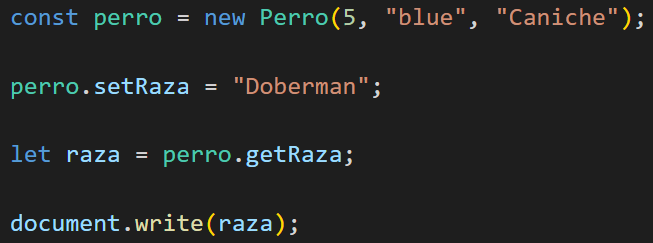 const perro = new Perro(5, "blue", "Caniche");
perro.setRaza = "Doberman";
let raza = perro.getRaza;
document.write(raza);